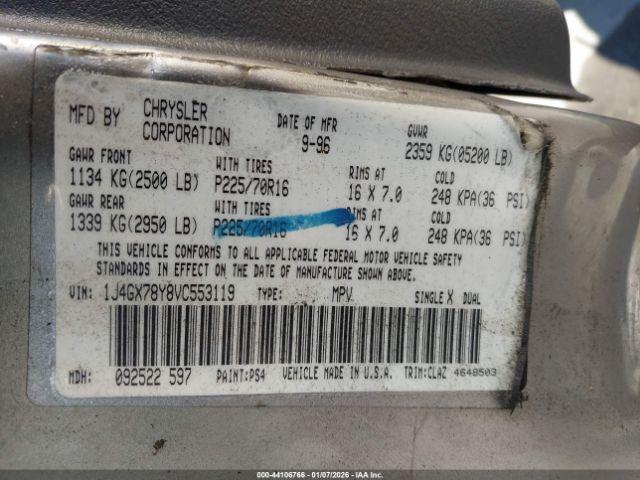 MFD BY CHRYSLER CORPORATION DATE OF MFR 9-96 GVWR 2359 KG(05200 LB)
GAWR FRONT WITH TIRES RIMS AT COLD
1134 KG(2500 LB) P225/70R16 16 X 7.0 248 KPA(36 PSI)
GAWR REAR WITH TIRES RIMS AT COLD
1339 KG(2950 LB) P225/70R16 16 X 7.0 248 KPA(36 PSI)
THIS VEHICLE CONFORMS TO ALL APPLICABLE FEDERAL MOTOR VEHICLE SAFETY
STANDARDS IN EFFECT ON THE DATE OF MANUFACTURE SHOWN ABOVE.
VIN: 1J4GX78Y8VC553119 TYPE: MPV SINGLE X DUAL
MDH: 092522 597 PAINT:PS4 VEHICLE MADE IN U.S.A. TRIM:CLAZ 4648503
000-44106766 - 01/07/2026 - IAAI.COM